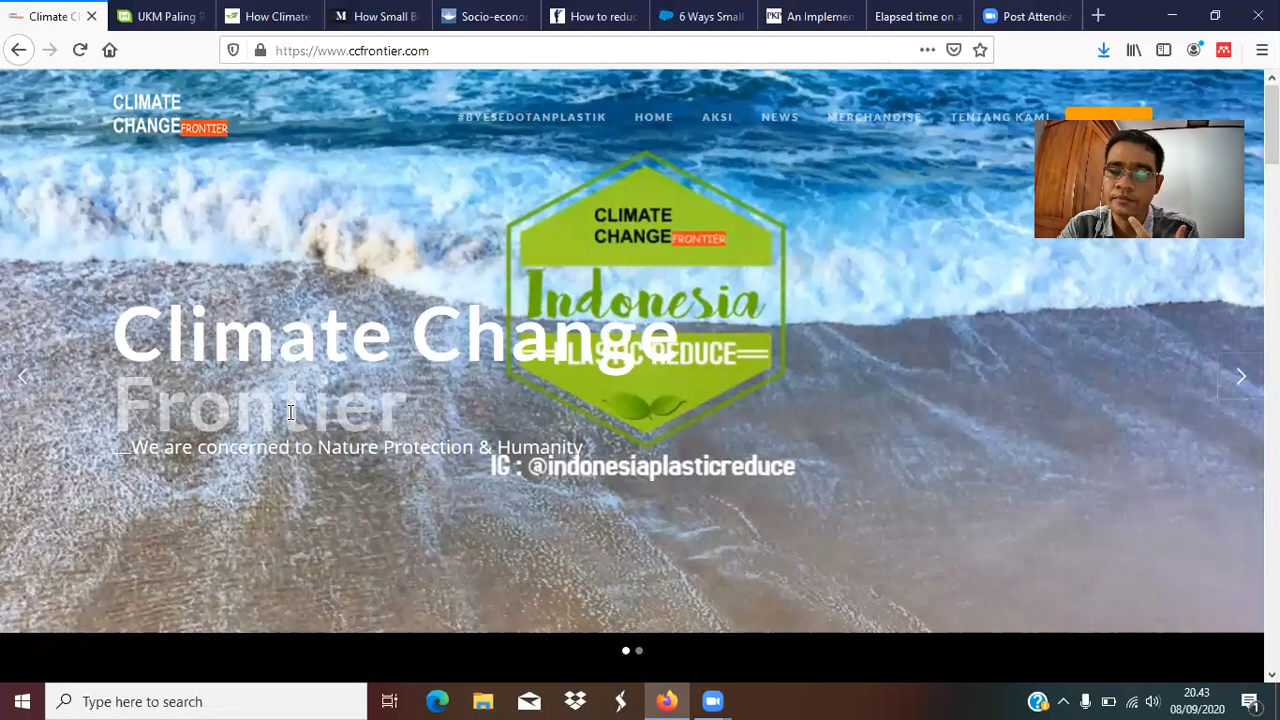 Climate Ch
UKM Paling R
How Climate
How Small B
Socio-econor
How to reduc
6 Ways Small
An Implemen
Elapsed time on a
Post Attende
https://www.ccfrontier.com
CLIMATE
CHANGE FRONTIER
#BYESEDOTANPLASTIK
HOME
AKSI
NEWS
MERCHANDISE
TENTANG KAMI
CLIMATE
CHANGE FRONTIER
Indonesia
PLASTIC REDUCE
Climate Change
Frontier
__We are concerned to Nature Protection & Humanity
IG : @indonesiaplasticreduce
Type here to search
20.43
08/09/2020